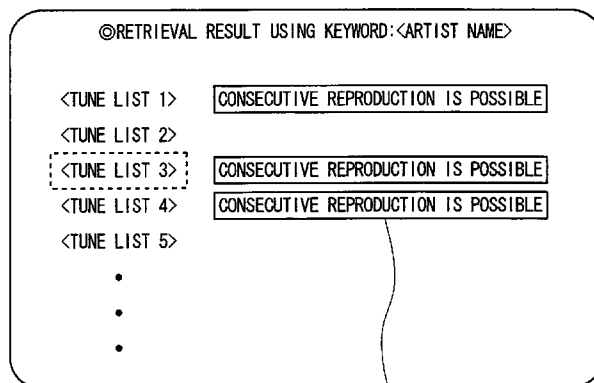 ◎RETRIEVAL RESULT USING KEYWORD:<ARTIST NAME>
<TUNE LIST 1> CONSECUTIVE REPRODUCTION IS POSSIBLE
<TUNE LIST 2>
<TUNE LIST 3> CONSECUTIVE REPRODUCTION IS POSSIBLE
<TUNE LIST 4> CONSECUTIVE REPRODUCTION IS POSSIBLE
<TUNE LIST 5>